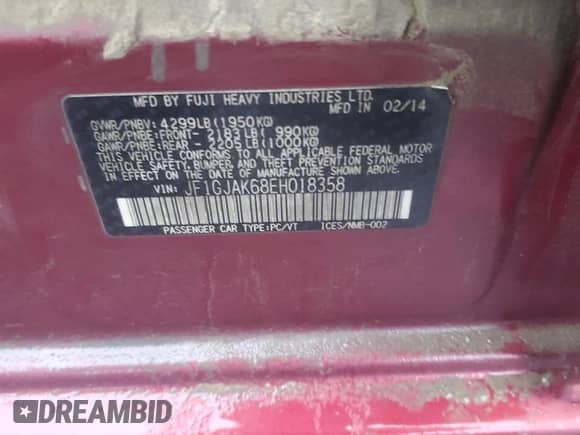 MFD BY FUJI HEAVY INDUSTRIES LTD.
MFD IN 02/14
GVWR/PNBV: 4299LB(1950KG)
GAWR/PNBE:FRONT- 2183LB( 990KG)
GAWR/PNBE:REAR - 2205LB(1000KG)
THIS VEHICLE CONFORMS TO ALL APPLICABLE FEDERAL MOTOR
VEHICLE SAFETY,BUMPER, AND THEFT PREVENTION STANDARDS
IN EFFECT ON THE DATE OF MANUFACTURE SHOWN ABOVE.
VIN: JF1GJAK68EH018358
PASSENGER CAR TYPE:PC/VT ICES/NMB-002
DREAMBID